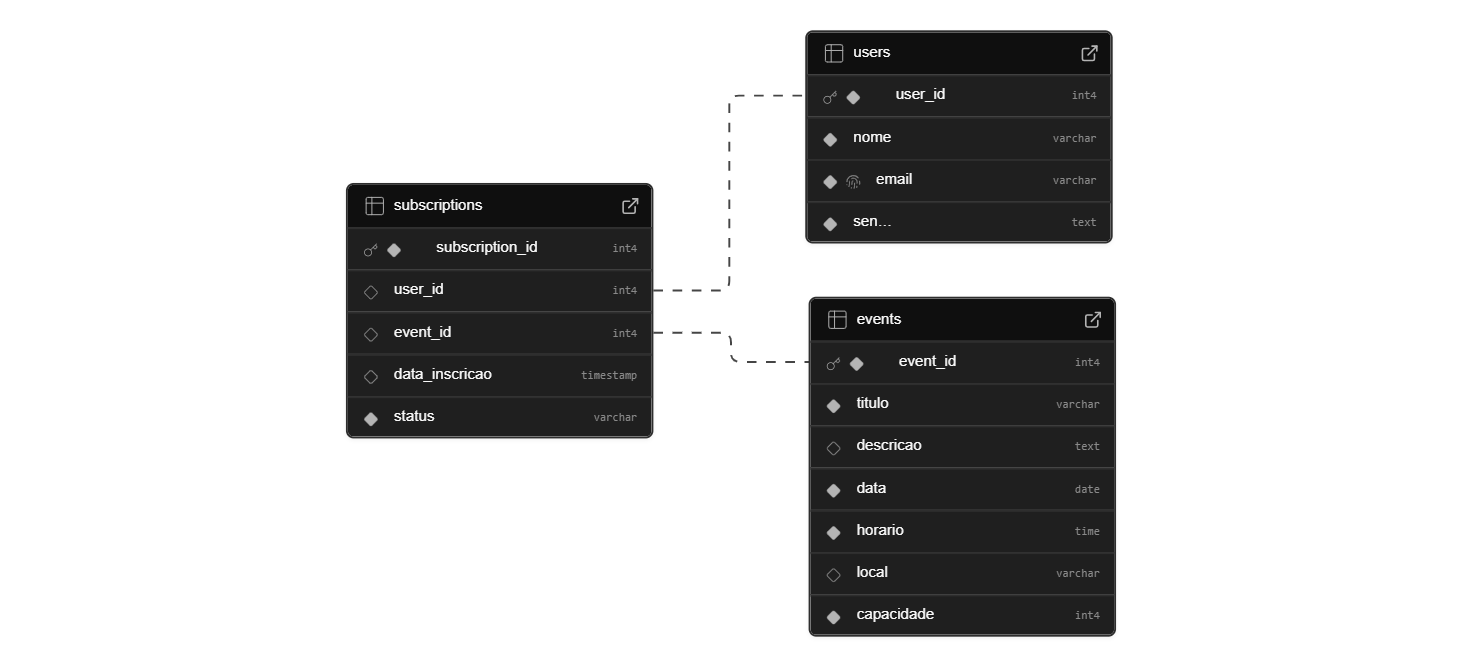 subscriptions
subscription_id int4
user_id int4
event_id int4
data_inscricao timestamp
status varchar
users
user_id int4
nome varchar
email varchar
sen... text
events
event_id int4
titulo varchar
descricao text
data date
horario time
local varchar
capacidade int4